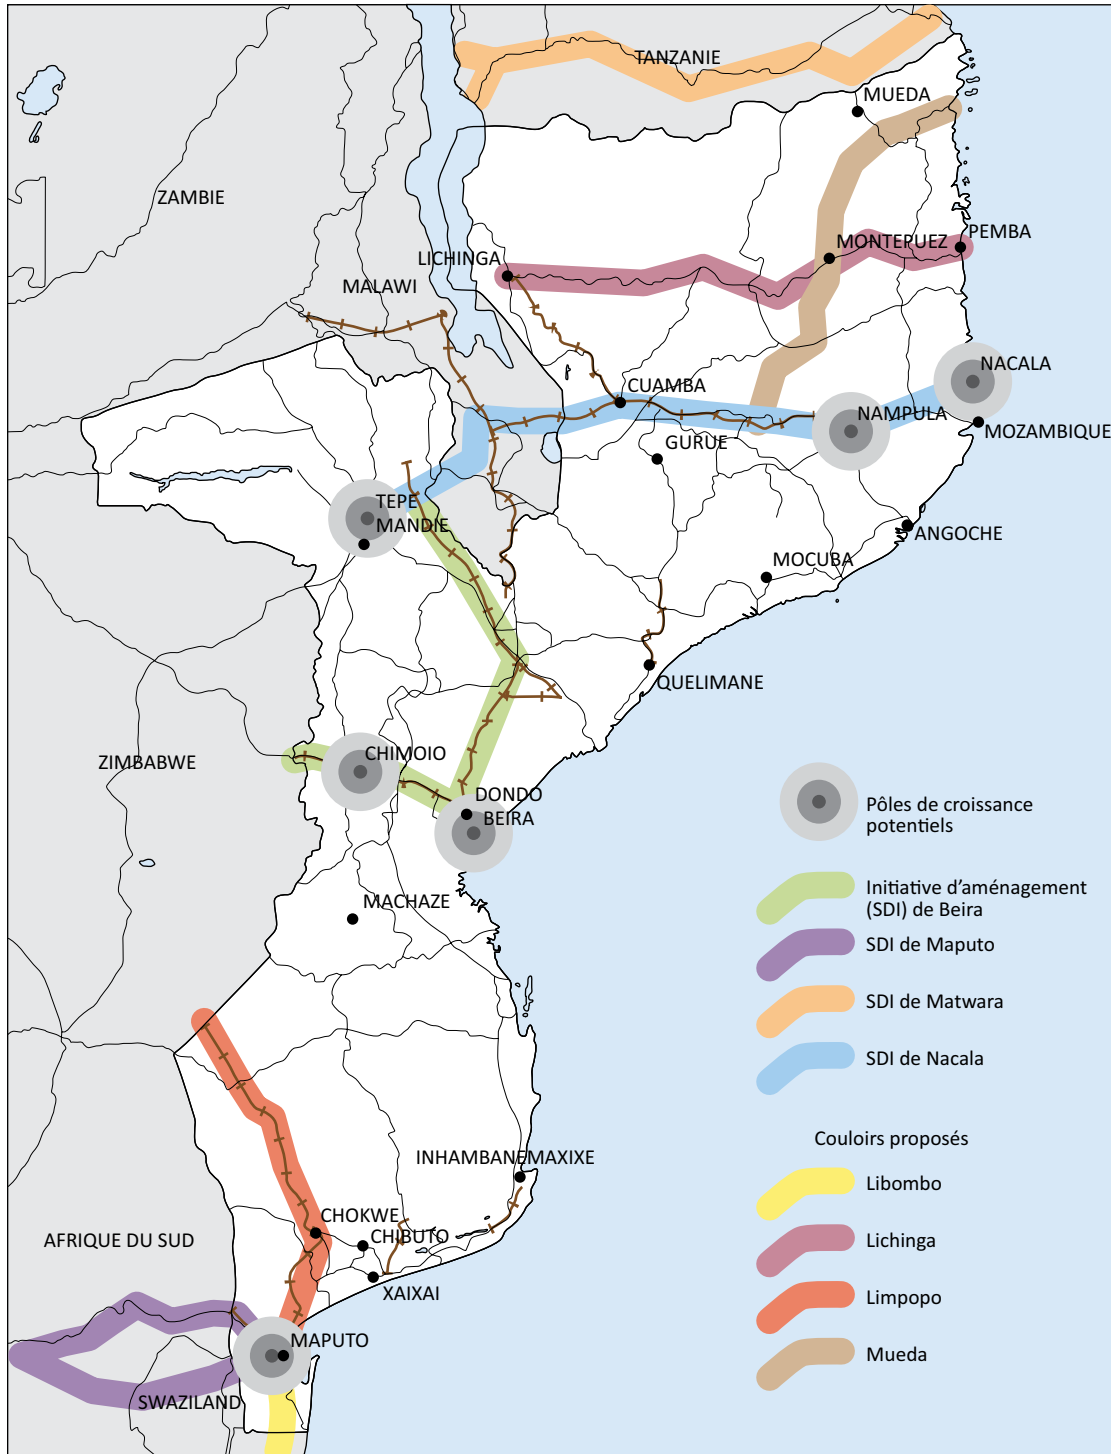 TANZANIE
MUEDA
ZAMBIE
PEMBA
MONTEPUEZ
LICHINGA
MALAWI
NACALA
CUAMBA
NAMPULA
MOZAMBIQUE
GURUE
TEPE
MANDIE
ANGOCHE
MOCUBA
QUELIMANE
CHIMOIO
ZIMBABWE
DONDO
BEIRA
MACHAZE
INHAMBANEMAXIXE
CHOKWE
CHIBUTO
AFRIQUE DU SUD
XAIXAI
MAPUTO
SWAZILAND
Pôles de croissance
potentiels
Initiative d’aménagement
(SDI) de Beira
SDI de Maputo
SDI de Matwara
SDI de Nacala
Couloirs proposés
Libombo
Lichinga
Limpopo
Mueda